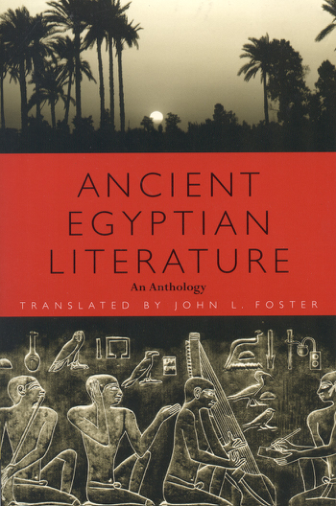 ANCIENT
EGYPTIAN
LITERATURE
An Anthology
TRANSLATED BY JOHN L. FOSTER